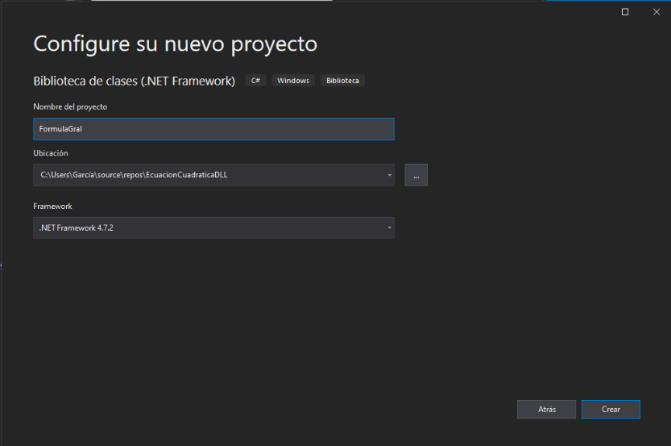 Configure su nuevo proyecto
Biblioteca de clases (.NET Framework) C# Windows Biblioteca
Nombre del proyecto
FormulaGral
Ubicación
C:\Users\García\source\repos\EcuacionCuadraticaDLL
...
Framework
.NET Framework 4.7.2
Atrás Crear